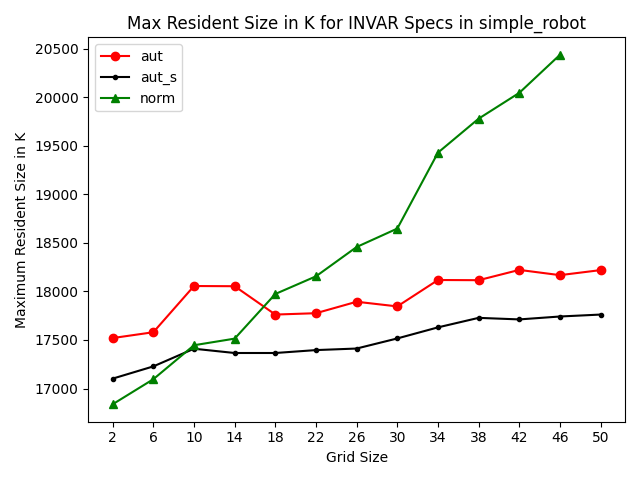 Max Resident Size in K for INVAR Specs in simple_robot
aut
aut_s
norm
Maximum Resident Size in K
20500
20000
19500
19000
18500
18000
17500
17000
2 6 10 14 18 22 26 30 34 38 42 46 50
Grid Size